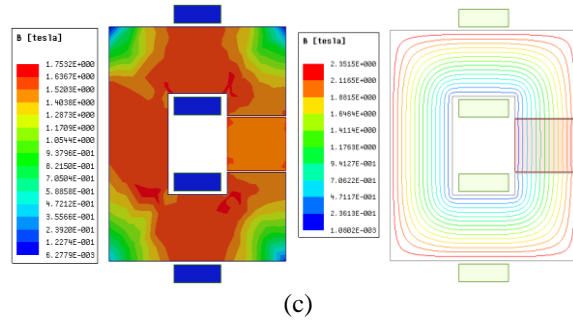 B [tesla]
1.7532E+000
1.6367E+000
1.5203E+000
1.4038E+000
1.2873E+000
1.1709E+000
1.0544E+000
9.3796E-001
8.2150E-001
7.0504E-001
5.8858E-001
4.7212E-001
3.5566E-001
2.3920E-001
1.2274E-001
6.2779E-003
B [tesla]
2.3515E+000
2.1165E+000
1.8815E+000
1.6464E+000
1.4114E+000
1.1763E+000
9.4127E-001
7.0622E-001
4.7117E-001
2.3613E-001
1.0802E-003
(c)